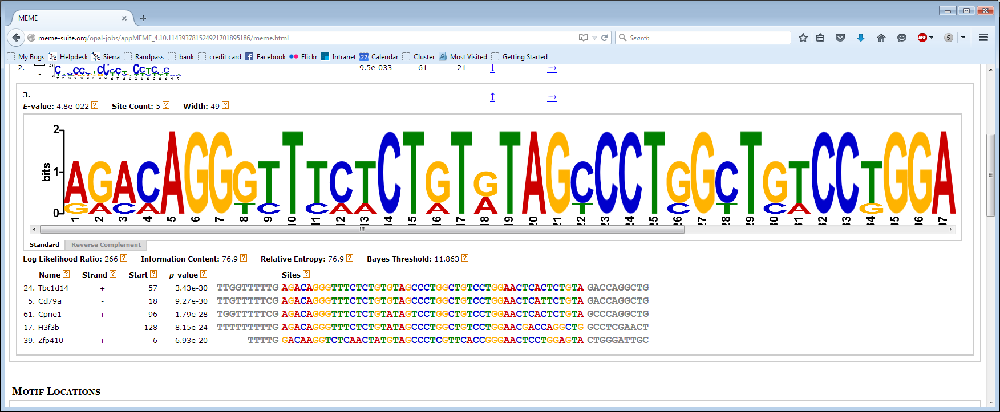 MEME
meme-suite.org/opal-jobs/appMEME_4.10.114393781524921701895186/meme.html
Search
ABP
5
My Bugs Helpdesk Sierra Randpass bank credit card Facebook Flickr Intranet 22 Calendar Cluster Most Visited Getting Started
2. 9.5e-033 61 21 ↓ ⇢
-
3. ↥ ⇢
E-value: 4.8e-022 ? Site Count: 5 ? Width: 49 ?
2
bits
1
0
AGACAGGGTTTCTCTGTGTAGCCCTGGCTGTCCTGGA
GACA TC CAA A A T C T CA G
1 2 3 4 5 6 7 8 9 10 11 12 13 14 15 16 17 18 19 20 21 22 23 24 25 26 27 28 29 30 31 32 33 34 35 36 37
Standard Reverse Complement
Log Likelihood Ratio: 266 ? Information Content: 76.9 ? Relative Entropy: 76.9 ? Bayes Threshold: 11.863 ?
Name ? Strand ? Start ? p-value ? Sites ?
24. Tbc1d14 + 57 3.43e-30 TTGGTTTTTG AGACAGGGTTTCTCTGTGTAGCCCTGGCTGTCCTGGAACTCACTCTGTA GACCAGGCTG
5. Cd79a - 18 9.27e-30 TTGTTTTTCG AGACAGGGTTTCTCTGTGTAGCCCTGGCTGTCCTGGAACTCATTCTGTA GACCAGGCTG
61. Cpne1 + 96 1.79e-28 TGGTTTTTCG AGACAGGGTTTCTCTGTATAGTCCTGGCTGTCCTGGAACTCACTCTGTA GCCCAGGCTG
17. H3f3b - 128 8.15e-24 TTTTTTTTTG AGACAGGGTTTCTCTGTATAGCCCTGGCTGTCCTGGAACGACCAGGCTG GCCTCGAACT
39. Zfp410 + 6 6.93e-20 TTTTG GACAAGGTCTCAACTATGTAGCCCTCGTTCACCGGGAACTCCTGGAGTA CTGGGATTGC
MOTIF LOCATIONS